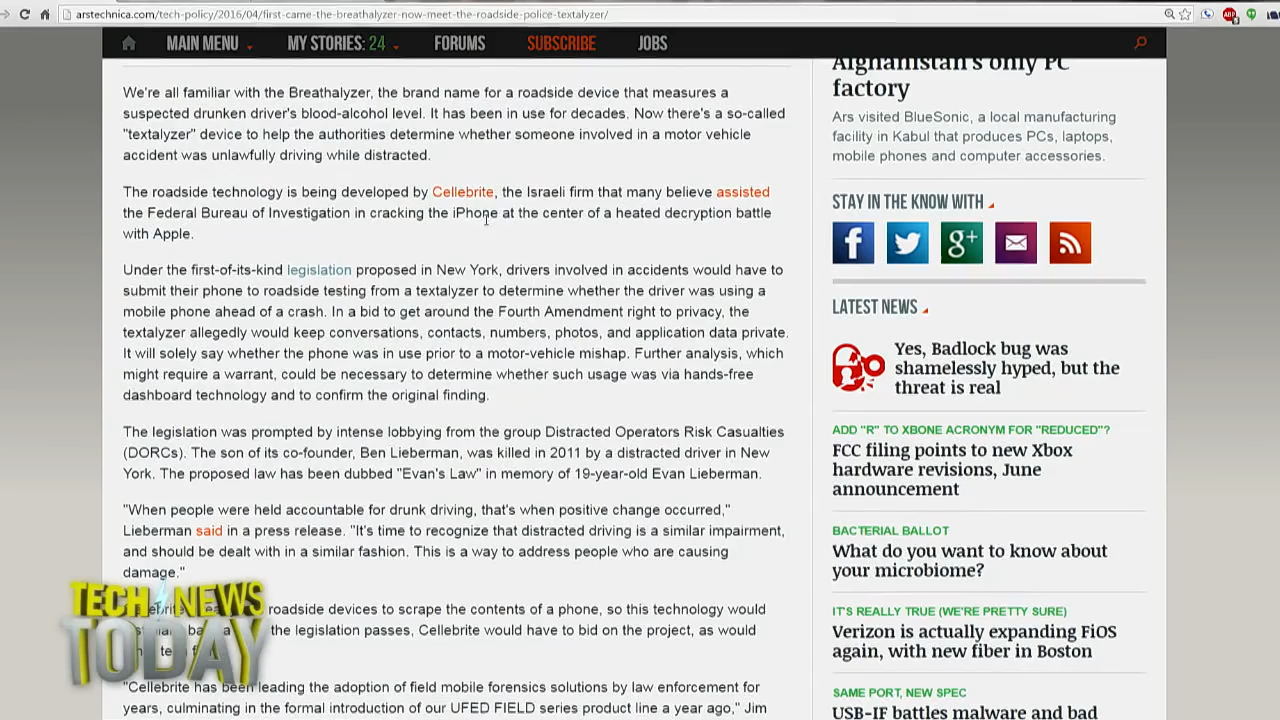 arstechnica.com/tech-policy/2016/04/first-came-the-breathalyzer-now-meet-the-roadside-police-textalyzer/
MAIN MENU
MY STORIES: 24
FORUMS
SUBSCRIBE
JOBS
We're all familiar with the Breathalyzer, the brand name for a roadside device that measures a
suspected drunken driver's blood-alcohol level. It has been in use for decades. Now there's a so-called
"textalyzer" device to help the authorities determine whether someone involved in a motor vehicle
accident was unlawfully driving while distracted.
The roadside technology is being developed by Cellebrite, the Israeli firm that many believe assisted
the Federal Bureau of Investigation in cracking the iPhone at the center of a heated decryption battle
with Apple.
Under the first-of-its-kind legislation proposed in New York, drivers involved in accidents would have to
submit their phone to roadside testing from a textalyzer to determine whether the driver was using a
mobile phone ahead of a crash. In a bid to get around the Fourth Amendment right to privacy, the
textalyzer allegedly would keep conversations, contacts, numbers, photos, and application data private.
It will solely say whether the phone was in use prior to a motor-vehicle mishap. Further analysis, which
might require a warrant, could be necessary to determine whether such usage was via hands-free
dashboard technology and to confirm the original finding.
The legislation was prompted by intense lobbying from the group Distracted Operators Risk Casualties
(DORCs). The son of its co-founder, Ben Lieberman, was killed in 2011 by a distracted driver in New
York. The proposed law has been dubbed "Evan's Law" in memory of 19-year-old Evan Lieberman.
"When people were held accountable for drunk driving, that's when positive change occurred,"
Lieberman said in a press release. "It's time to recognize that distracted driving is a similar impairment,
and should be dealt with in a similar fashion. This is a way to address people who are causing
damage."
roadside devices to scrape the contents of a phone, so this technology would
the legislation passes, Cellebrite would have to bid on the project, as would
"Cellebrite has been leading the adoption of field mobile forensics solutions by law enforcement for
years, culminating in the formal introduction of our UFED FIELD series product line a year ago," Jim
TECH NEWS
TODAY
Afghanistan's only PC
factory
Ars visited BlueSonic, a local manufacturing
facility in Kabul that produces PCs, laptops,
mobile phones and computer accessories.
STAY IN THE KNOW WITH
LATEST NEWS
Yes, Badlock bug was
shamelessly hyped, but the
threat is real
ADD "R" TO XBONE ACRONYM FOR "REDUCED"?
FCC filing points to new Xbox
hardware revisions, June
announcement
BACTERIAL BALLOT
What do you want to know about
your microbiome?
IT'S REALLY TRUE (WE'RE PRETTY SURE)
Verizon is actually expanding FiOS
again, with new fiber in Boston
SAME PORT, NEW SPEC
USB-IF battles malware and bad